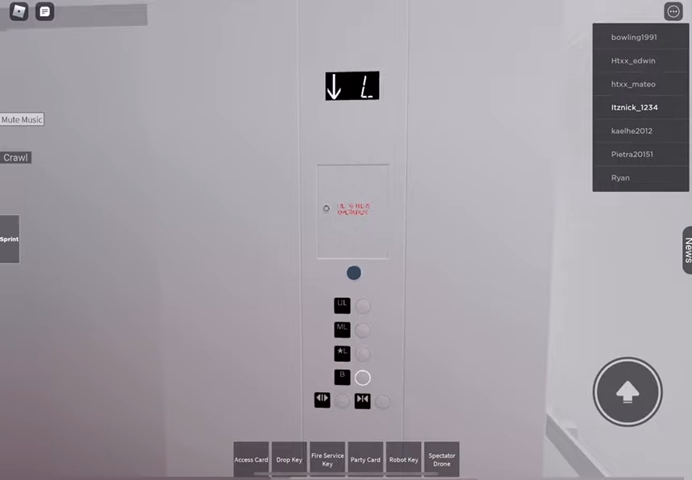 bowling1991
Htxx_edwin
htxx_mateo
Itznick_1234
kaelhe2012
Pietra20151
Ryan
L
Mute Music
Crawl
Sprint
News
UL
ML
★L
B
Access Card
Drop Key
Fire Service Key
Party Card
Robot Key
Spectator Drone